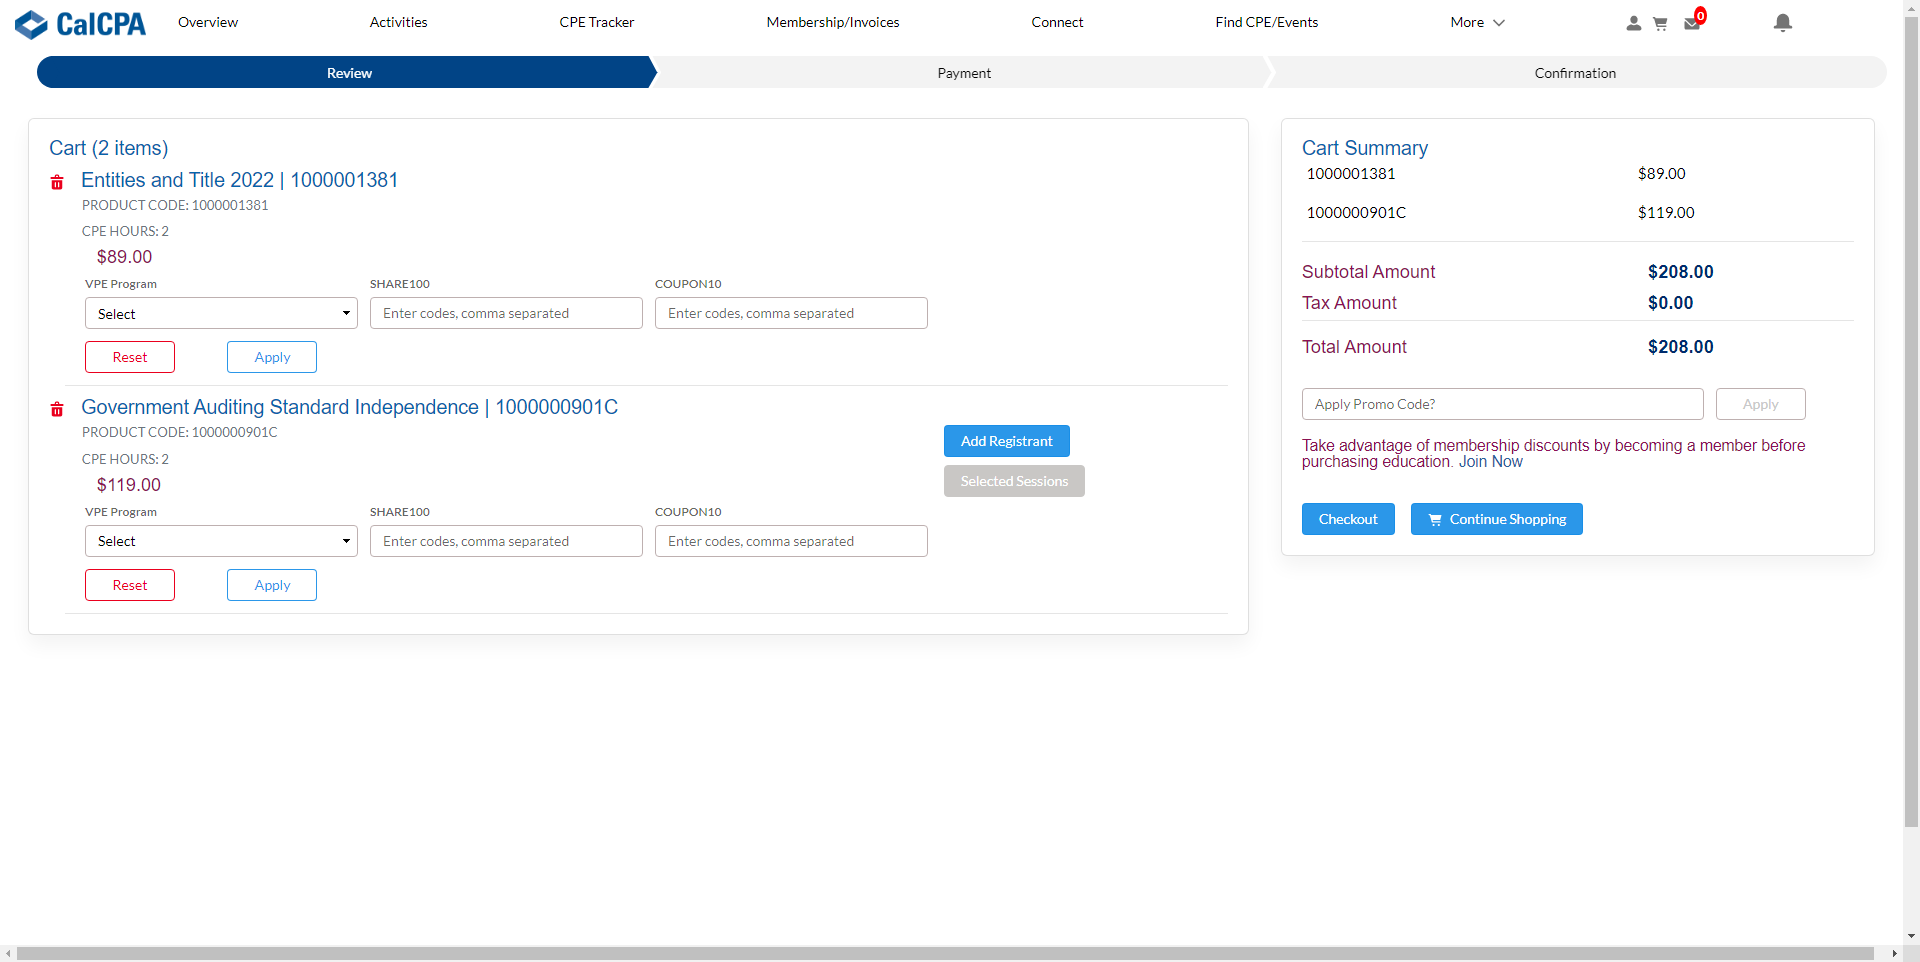 CalCPA
Overview
Activities
CPE Tracker
Membership/Invoices
Connect
Find CPE/Events
More
0
Review
Payment
Confirmation
Cart (2 items)
Entities and Title 2022 | 1000001381
PRODUCT CODE: 1000001381
CPE HOURS: 2
$89.00
VPE Program
SHARE100
COUPON10
Select
Enter codes, comma separated
Enter codes, comma separated
Reset
Apply
Government Auditing Standard Independence | 1000000901C
PRODUCT CODE: 1000000901C
CPE HOURS: 2
$119.00
Add Registrant
Selected Sessions
VPE Program
SHARE100
COUPON10
Select
Enter codes, comma separated
Enter codes, comma separated
Reset
Apply
Cart Summary
1000001381 $89.00
1000000901C $119.00
Subtotal Amount $208.00
Tax Amount $0.00
Total Amount $208.00
Apply Promo Code?
Apply
Take advantage of membership discounts by becoming a member before
purchasing education. Join Now
Checkout
Continue Shopping